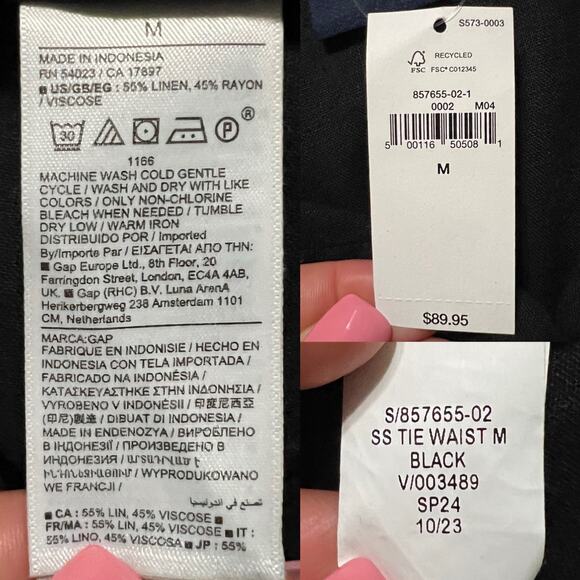 M
MADE IN INDONESIA
RN 54023 / CA 17897
■ US/GB/EG : 55% LINEN, 45% RAYON
/ VISCOSE
30
P
1166
MACHINE WASH COLD GENTLE
CYCLE / WASH AND DRY WITH LIKE
COLORS / ONLY NON-CHLORINE
BLEACH WHEN NEEDED / TUMBLE
DRY LOW / WARM IRON
DISTRIBUIDO POR / Imported
By/Importe Par / ΕΙΣΑΓΕΤΑΙ ΑΠΟ ΤΗΝ:
■ Gap Europe Ltd., 8th Floor, 20
Farringdon Street, London, EC4A 4AB,
UK. ■ Gap (RHC) B.V. Luna ArenA
Herikerbergweg 238 Amsterdam 1101
CM, Netherlands
MARCA:GAP
FABRIQUE EN INDONISIE / HECHO EN
INDONESIA CON TELA IMPORTADA /
FABRICADO NA INDONÉSIA /
ΚΑΤΑΣΚΕΥΑΣΤΗΚΕ ΣΤΗΝ ΙΝΔΟΝΗΣΙΑ /
VYROBENO V INDONÉSII / 印度尼西亞
(印尼)製造 / DIBUAT DI INDONESIA /
MADE IN ENDENOZYA / ВИРОБЛЕНО
В ІНДОНЕЗІЇ / ПРОИЗВЕДЕНО В
ИНДОНЕЗИЯ /
/ WYPRODUKOWANO
WE FRANCJI /
تصنع في اندونيسيا
■ CA : 55% LIN, 45% VISCOSE ■
FR/MA : 55% LIN, 45% VISCOSE ■ IT :
55% LINO, 45% VISCOSA ■ JP : 55%
S573-0003
RECYCLED
FSC FSC® C012345
857655-02-1
0002 M04
5 00116 50508 1
M
$89.95
S/857655-02
SS TIE WAIST M
BLACK
V/003489
SP24
10/23